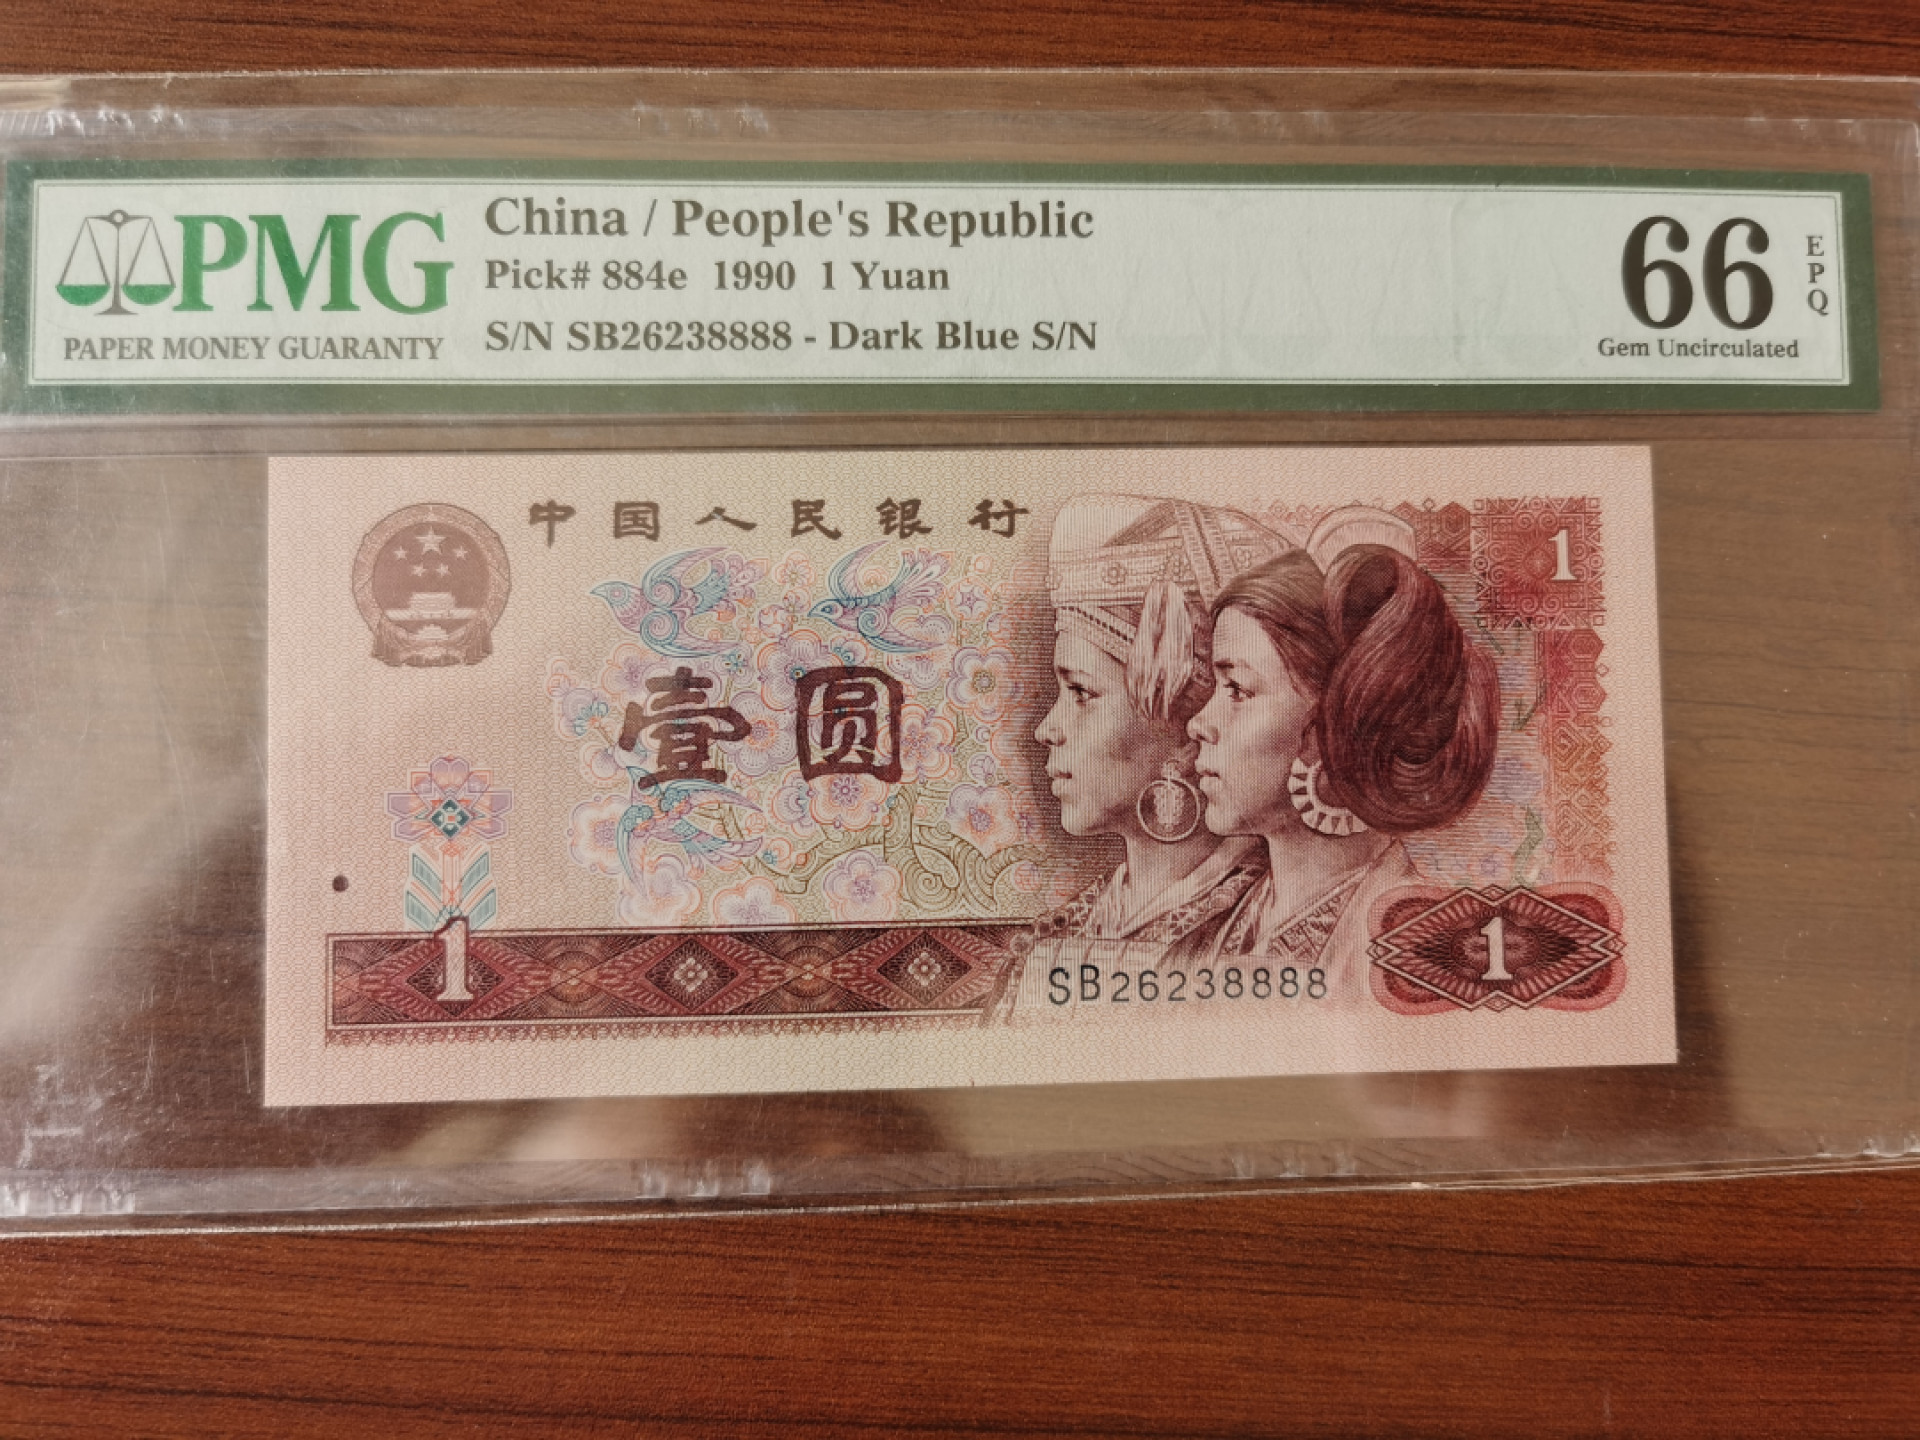 PMG
PAPER MONEY GUARANTY
China / People's Republic
Pick# 884e 1990 1 Yuan
S/N SB26238888 - Dark Blue S/N
66
EPQ
Gem Uncirculated
中国人民银行
1
壹圆
1
SB26238888
1